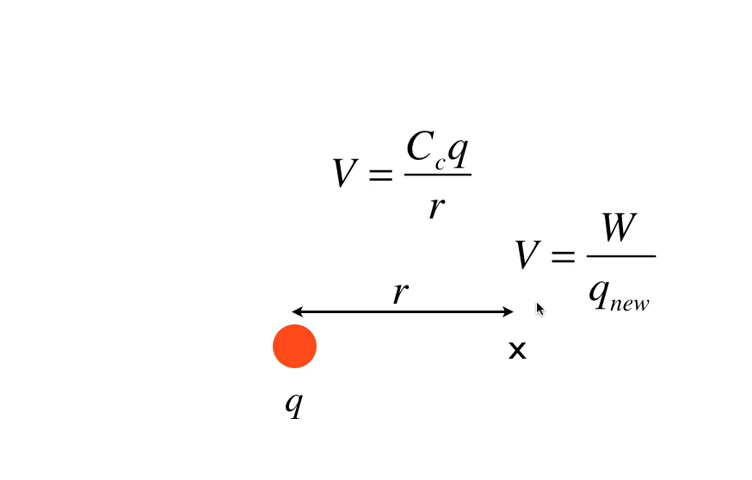 V = C_c q / r
V = W / q_new
r
x
q